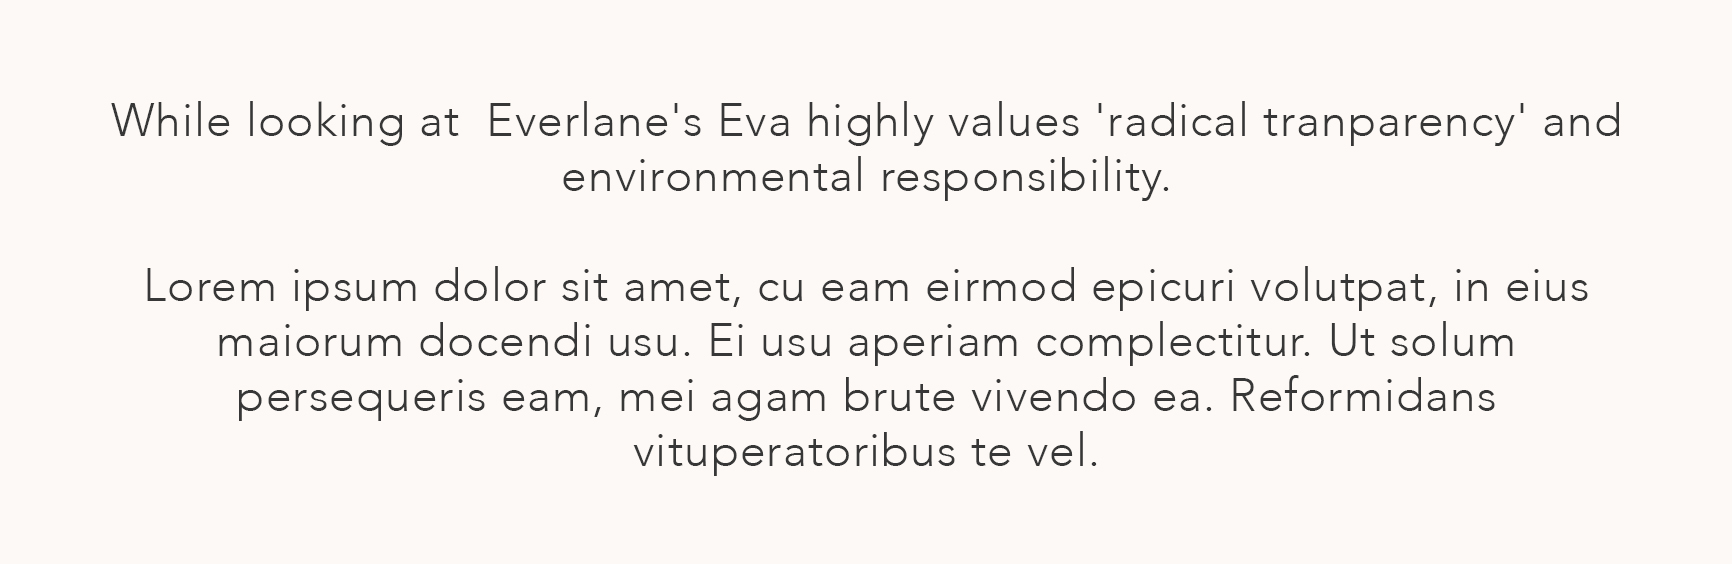 While looking at  Everlane's Eva highly values 'radical tranparency' and
environmental responsibility.
Lorem ipsum dolor sit amet, cu eam eirmod epicuri volutpat, in eius
maiorum docendi usu. Ei usu aperiam complectitur. Ut solum
persequeris eam, mei agam brute vivendo ea. Reformidans
vituperatoribus te vel.